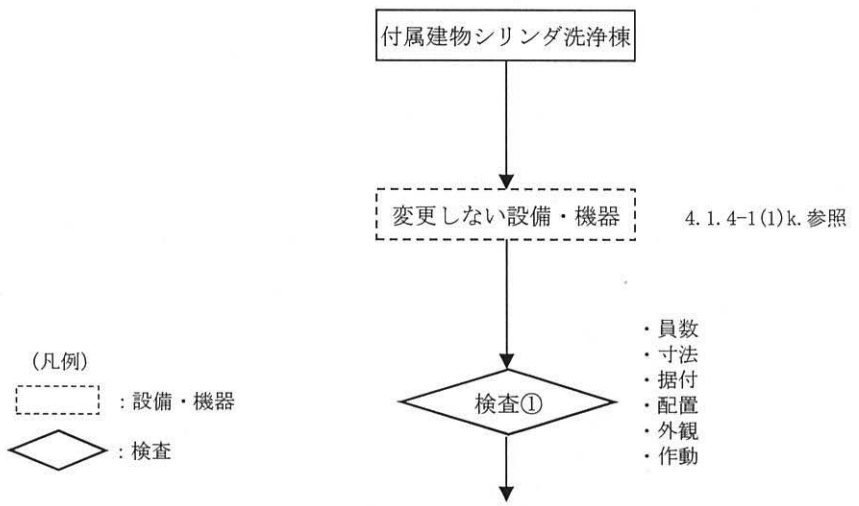 付属建物シリンダ洗浄棟
変更しない設備・機器
4.1.4-1(1)k.参照
検査①
・員数
・寸法
・据付
・配置
・外観
・作動
(凡例)
：設備・機器
：検査